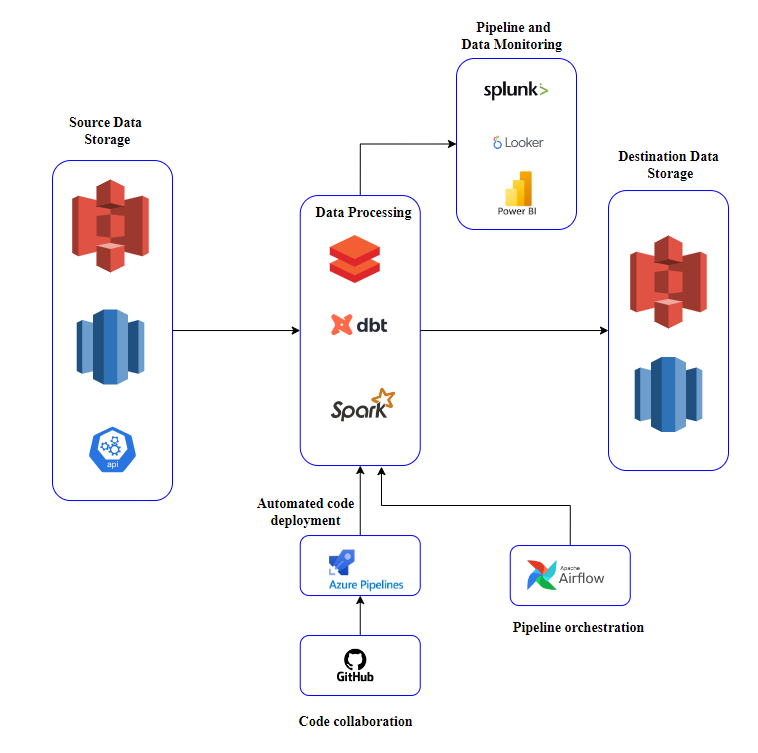 Pipeline and
Data Monitoring
splunk>
Looker
Power BI
Source Data
Storage
api
Data Processing
dbt
Spark
Destination Data
Storage
Automated code
deployment
Azure Pipelines
Apache
Airflow
Pipeline orchestration
GitHub
Code collaboration